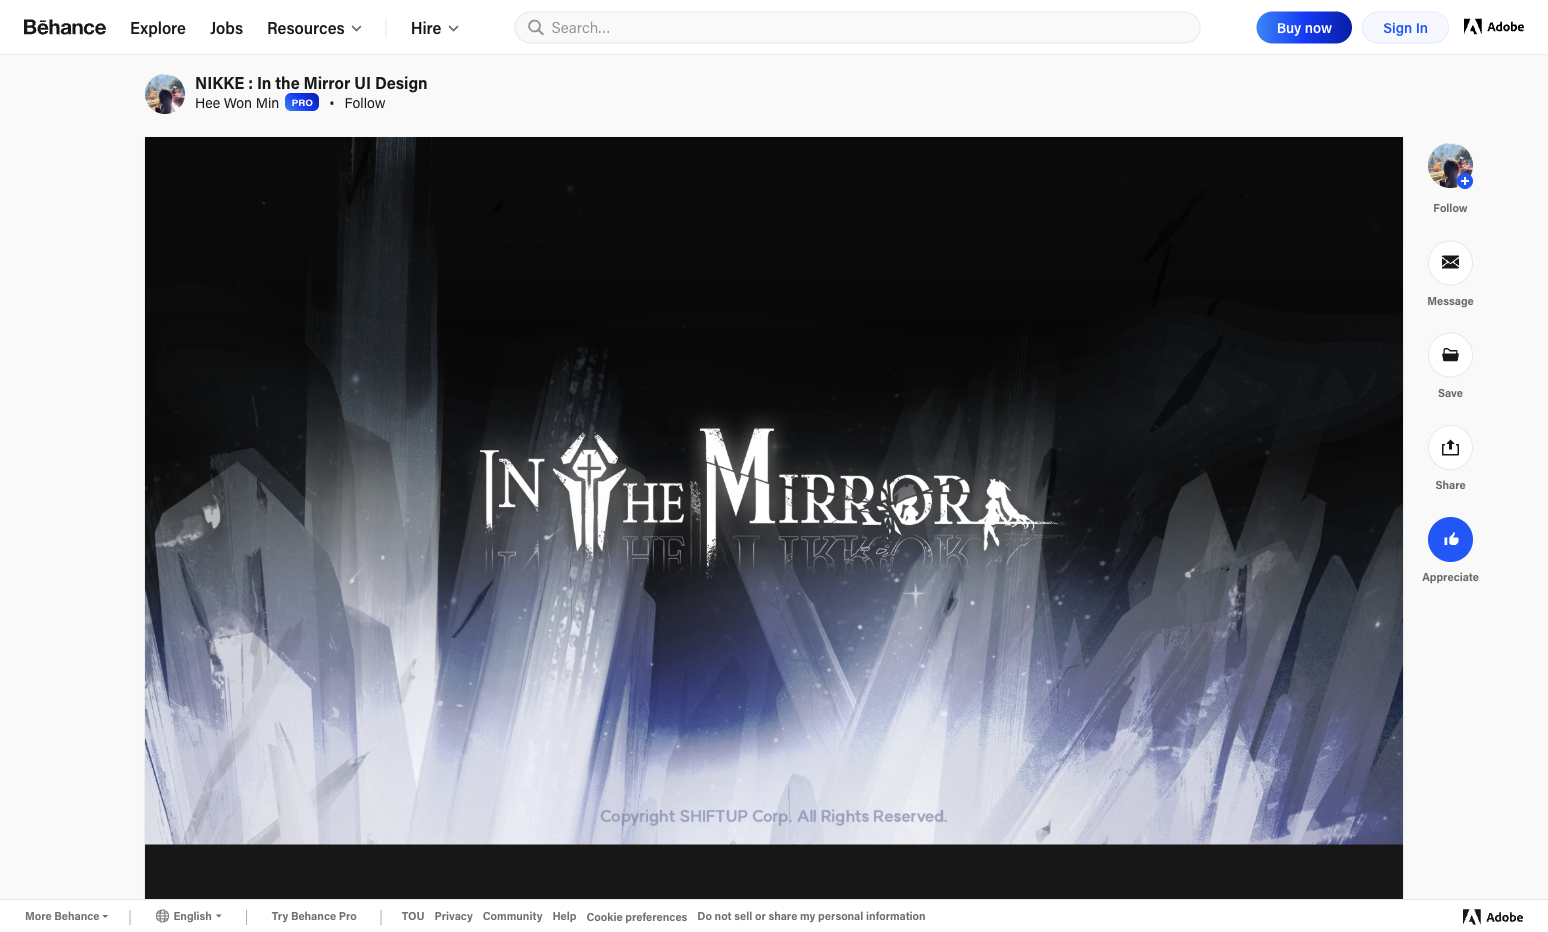 Bēhance Explore Jobs Resources Hire Search... Buy now Sign In Adobe
NIKKE : In the Mirror UI Design
Hee Won Min PRO • Follow
IN THE MIRROR
Copyright SHIFTUP Corp. All Rights Reserved.
Follow
Message
Save
Share
Appreciate
More Behance English Try Behance Pro TOU Privacy Community Help Cookie preferences Do not sell or share my personal information Adobe